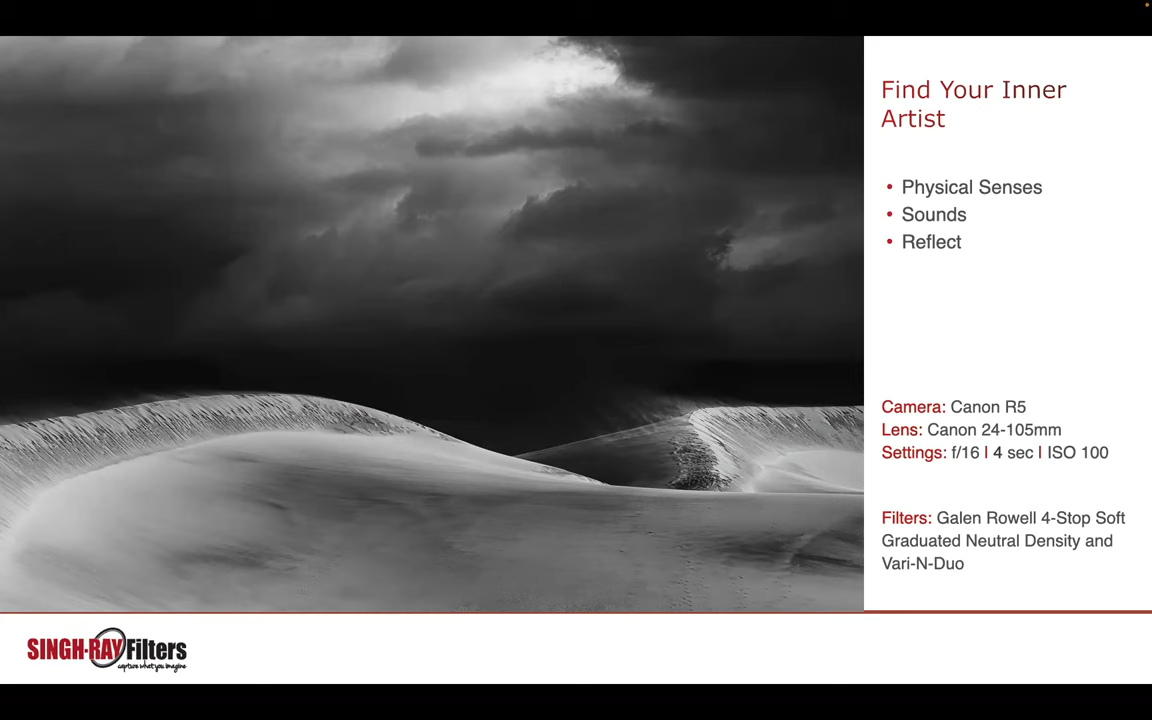 Find Your Inner
Artist
• Physical Senses
• Sounds
• Reflect
Camera: Canon R5
Lens: Canon 24-105mm
Settings: f/16 | 4 sec | ISO 100
Filters: Galen Rowell 4-Stop Soft
Graduated Neutral Density and
Vari-N-Duo
SINGH-RAY Filters
capture what you imagine